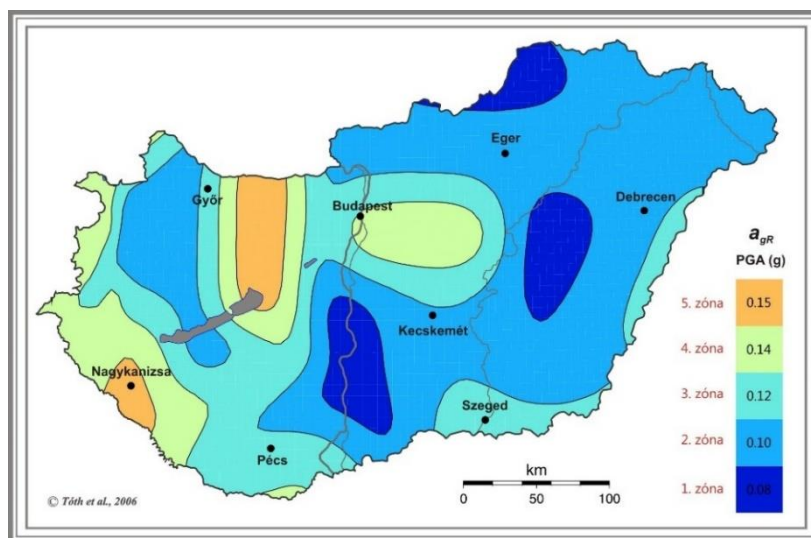 Eger
Győr
Budapest
Debrecen
Kecskemét
Nagykanizsa
Szeged
Pécs
a_gR
PGA (g)
5. zóna 0.15
4. zóna 0.14
3. zóna 0.12
2. zóna 0.10
1. zóna 0.08
km
0 50 100
© Tóth et al., 2006